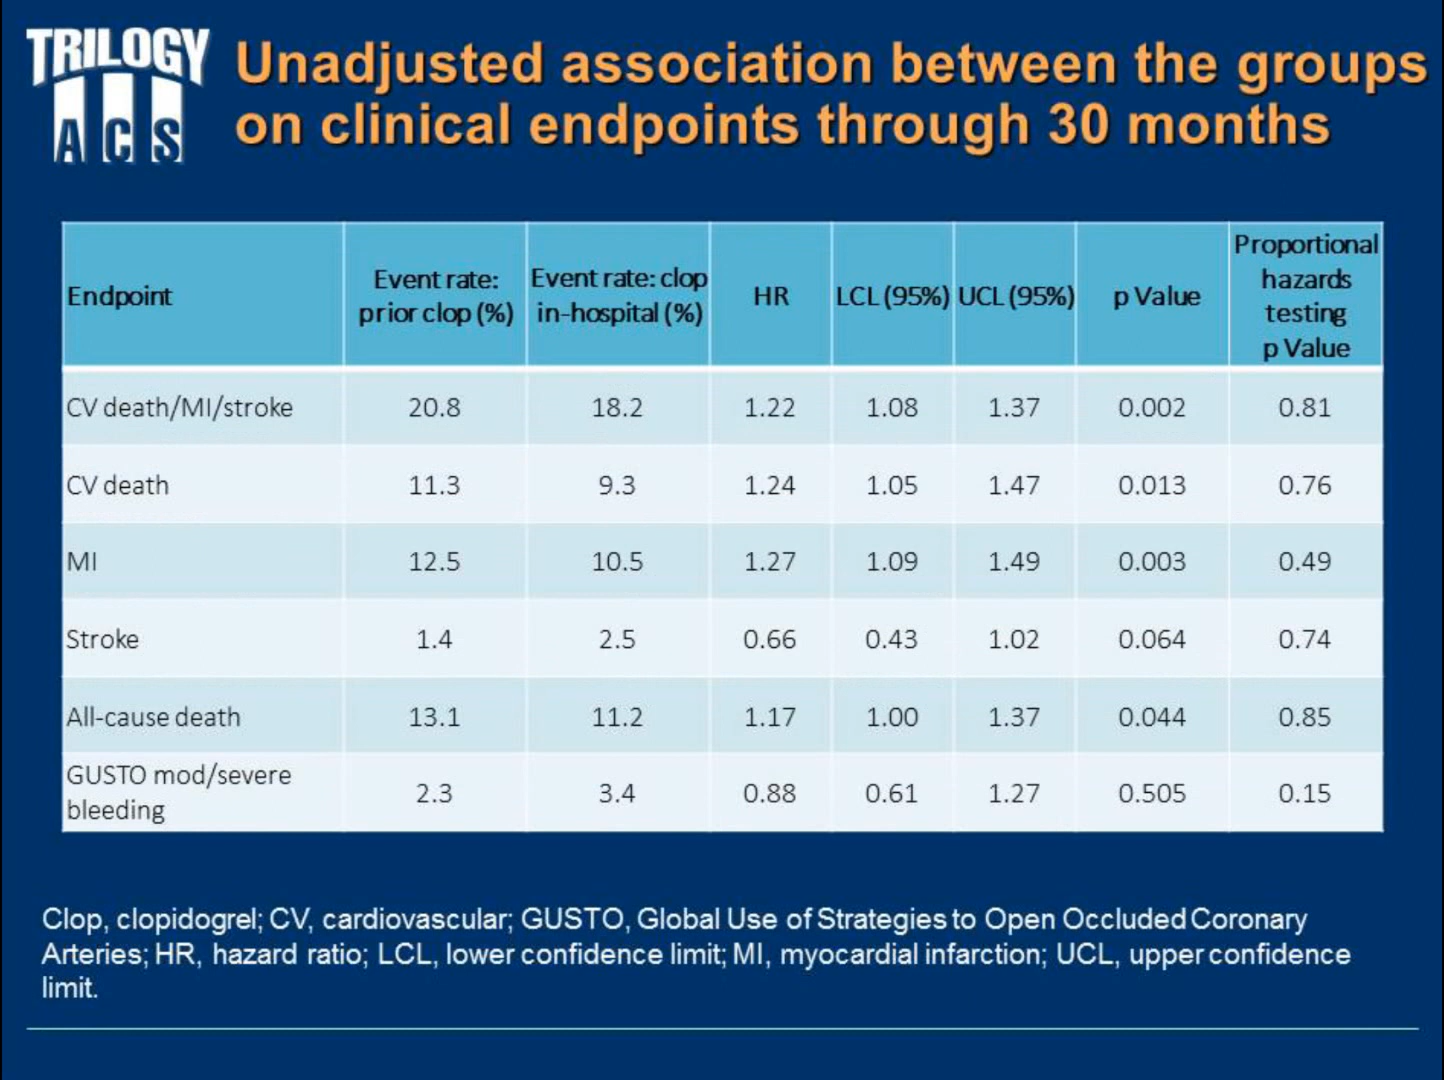 TRILOGY
ACS
Unadjusted association between the groups
on clinical endpoints through 30 months
Endpoint Event rate: prior clop (%) Event rate: clop in-hospital (%) HR LCL (95%) UCL (95%) p Value Proportional hazards testing p Value
CV death/MI/stroke 20.8 18.2 1.22 1.08 1.37 0.002 0.81
CV death 11.3 9.3 1.24 1.05 1.47 0.013 0.76
MI 12.5 10.5 1.27 1.09 1.49 0.003 0.49
Stroke 1.4 2.5 0.66 0.43 1.02 0.064 0.74
All-cause death 13.1 11.2 1.17 1.00 1.37 0.044 0.85
GUSTO mod/severe bleeding 2.3 3.4 0.88 0.61 1.27 0.505 0.15
Clop, clopidogrel; CV, cardiovascular; GUSTO, Global Use of Strategies to Open Occluded Coronary
Arteries; HR, hazard ratio; LCL, lower confidence limit; MI, myocardial infarction; UCL, upper confidence
limit.